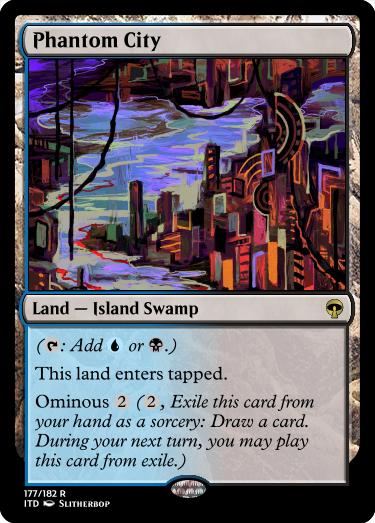 Phantom City
Land — Island Swamp
( : Add or .)
This land enters tapped.
Ominous 2 ( 2 , Exile this card from
your hand as a sorcery: Draw a card.
During your next turn, you may play
this card from exile.)
177/182 R
ITD Slitherbop